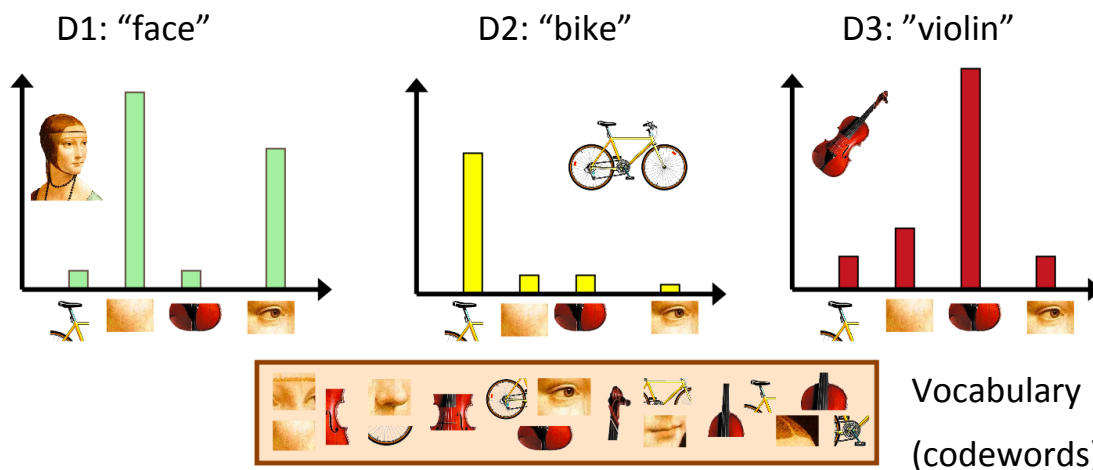 D1: “face”
D2: “bike”
D3: ”violin”
Vocabulary
(codewords)